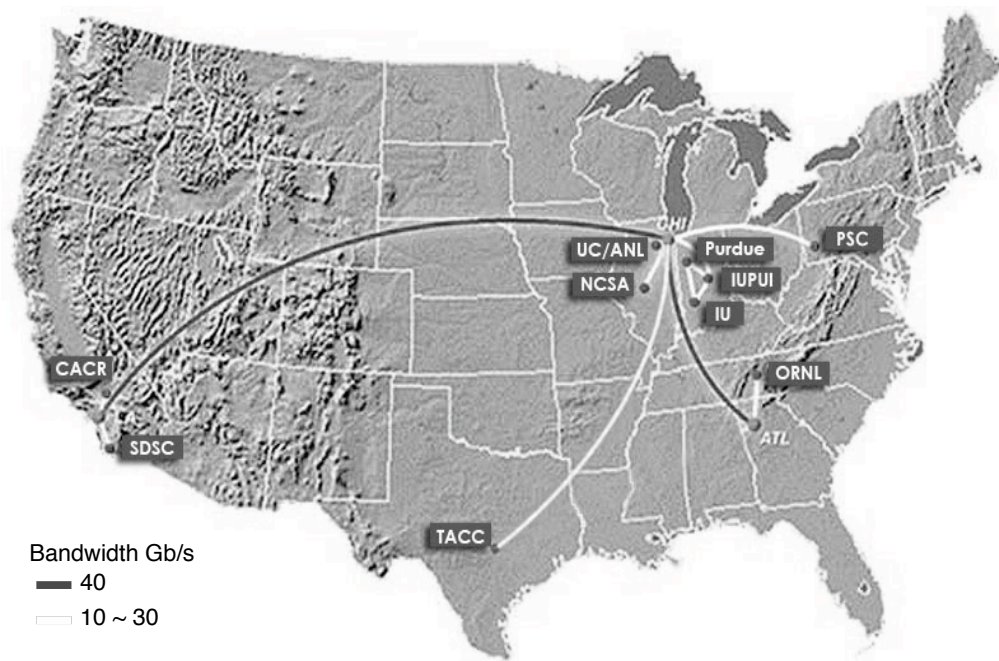 CHI
UC/ANL
Purdue
PSC
NCSA
IUPUI
IU
CACR
ORNL
ATL
SDSC
TACC
Bandwidth Gb/s
40
10 ~ 30